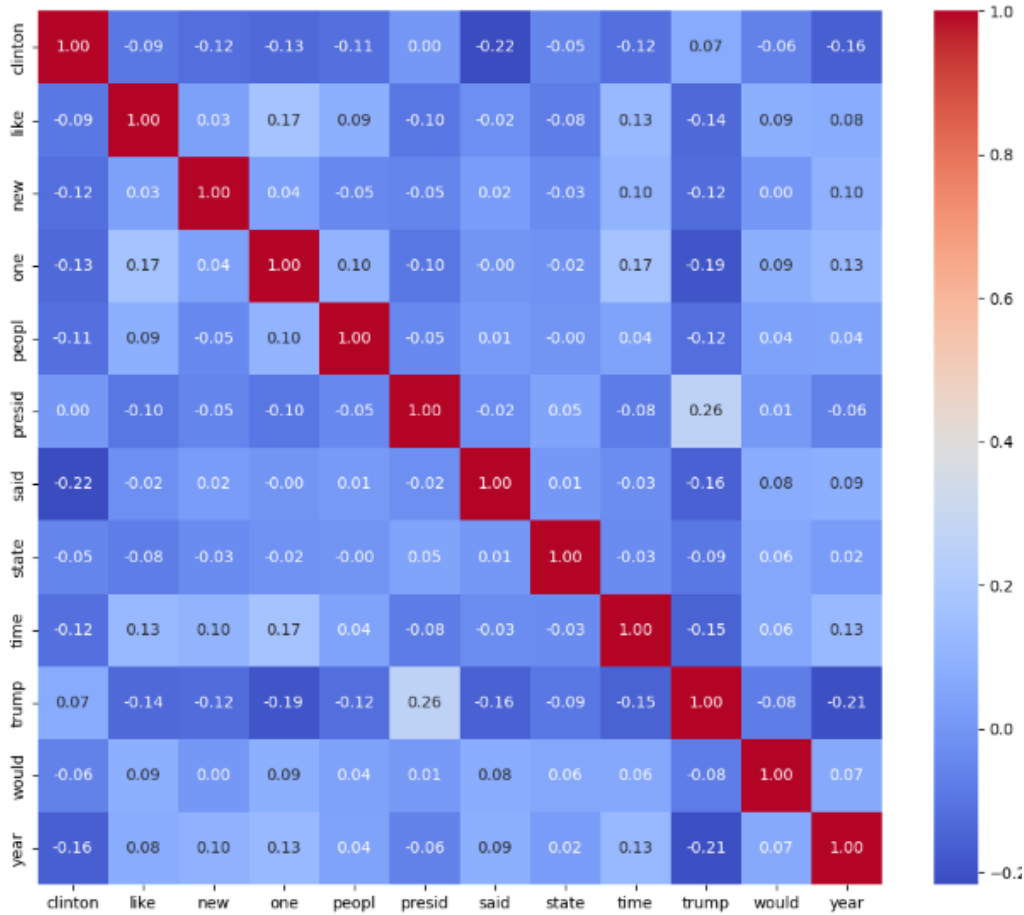 clinton 1.00 -0.09 -0.12 -0.13 -0.11 0.00 -0.22 -0.05 -0.12 0.07 -0.06 -0.16
like -0.09 1.00 0.03 0.17 0.09 -0.10 -0.02 -0.08 0.13 -0.14 0.09 0.08
new -0.12 0.03 1.00 0.04 -0.05 -0.05 0.02 -0.03 0.10 -0.12 0.00 0.10
one -0.13 0.17 0.04 1.00 0.10 -0.10 -0.00 -0.02 0.17 -0.19 0.09 0.13
peopl -0.11 0.09 -0.05 0.10 1.00 -0.05 0.01 -0.00 0.04 -0.12 0.04 0.04
presid 0.00 -0.10 -0.05 -0.10 -0.05 1.00 -0.02 0.05 -0.08 0.26 0.01 -0.06
said -0.22 -0.02 0.02 -0.00 0.01 -0.02 1.00 0.01 -0.03 -0.16 0.08 0.09
state -0.05 -0.08 -0.03 -0.02 -0.00 0.05 0.01 1.00 -0.03 -0.09 0.06 0.02
time -0.12 0.13 0.10 0.17 0.04 -0.08 -0.03 -0.03 1.00 -0.15 0.06 0.13
trump 0.07 -0.14 -0.12 -0.19 -0.12 0.26 -0.16 -0.09 -0.15 1.00 -0.08 -0.21
would -0.06 0.09 0.00 0.09 0.04 0.01 0.08 0.06 0.06 -0.08 1.00 0.07
year -0.16 0.08 0.10 0.13 0.04 -0.06 0.09 0.02 0.13 -0.21 0.07 1.00
clinton like new one peopl presid said state time trump would year
1.0
0.8
0.6
0.4
0.2
0.0
−0.2